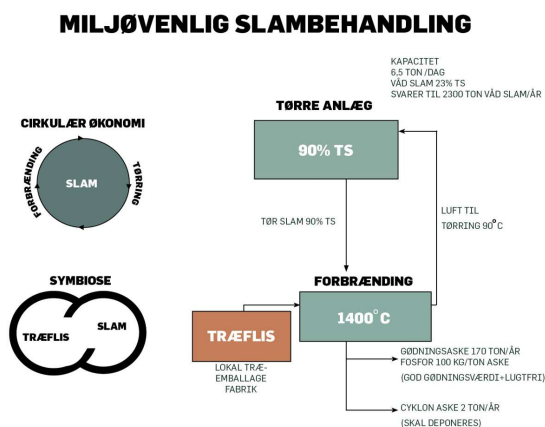 MILJØVENLIG SLAMBEHANDLING
KAPACITET
6,5 TON /DAG
VÅD SLAM 23% TS
SVARER TIL 2300 TON VÅD SLAM/ÅR
TØRRE ANLÆG
90% TS
CIRKULÆR ØKONOMI
FORBRÆNDING
SLAM
TØRRING
TØR SLAM 90% TS
LUFT TIL
TØRRING 90°C
SYMBIOSE
TRÆFLIS
SLAM
FORBRÆNDING
1400°C
TRÆFLIS
LOKAL TRÆ-
EMBALLAGE
FABRIK
GØDNINGSASKE 170 TON/ÅR
FOSFOR 100 KG/TON ASKE
(GOD GØDNINGSVÆRDI+LUGTFRI)
CYKLON ASKE 2 TON/ÅR
(SKAL DEPONERES)